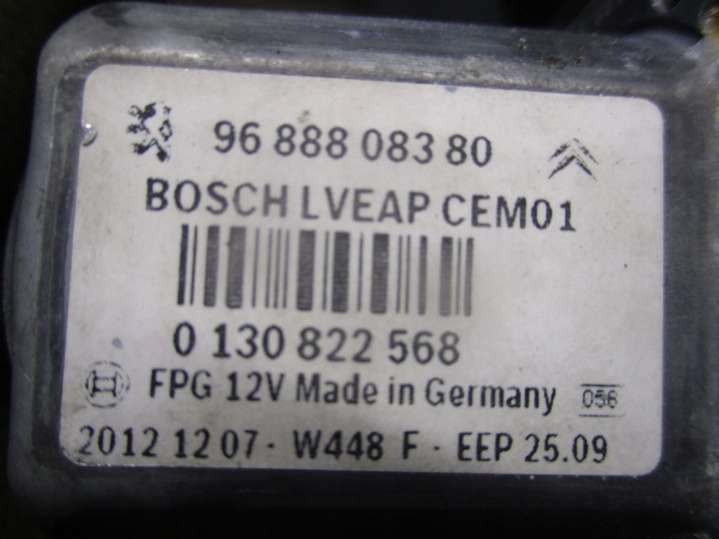 96 888 083 80
BOSCH LVEAP CEM01
0 130 822 568
FPG 12V Made in Germany 056
2012 12 07 - W448 F - EEP 25.09